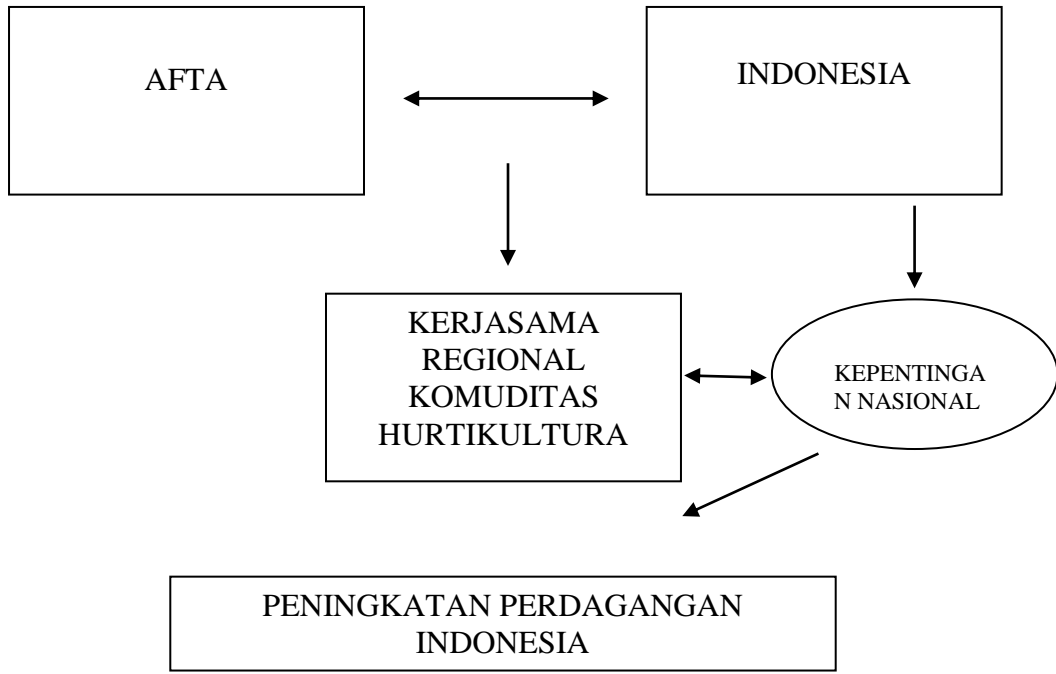 AFTA
INDONESIA
KERJASAMA
REGIONAL
KOMUDITAS
HURTIKULTURA
KEPENTINGA
N NASIONAL
PENINGKATAN PERDAGANGAN
INDONESIA